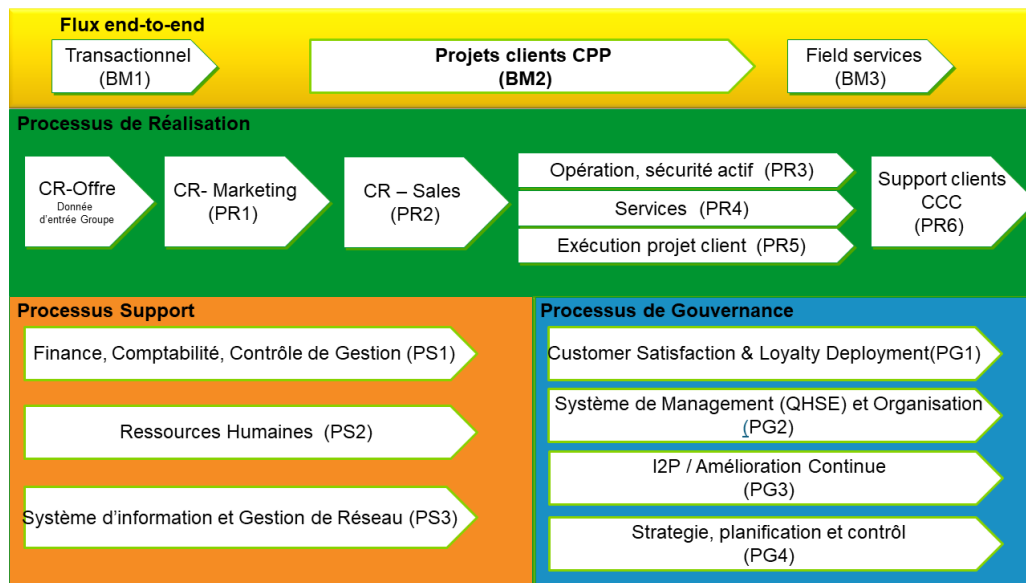 Flux end-to-end
Transactionnel
(BM1)
Projets clients CPP
(BM2)
Field services
(BM3)
Processus de Réalisation
CR-Offre
Donnée
d'entrée Groupe
CR- Marketing
(PR1)
CR – Sales
(PR2)
Opération, sécurité actif (PR3)
Services (PR4)
Exécution projet client (PR5)
Support clients
CCC
(PR6)
Processus Support
Finance, Comptabilité, Contrôle de Gestion (PS1)
Ressources Humaines (PS2)
Système d'information et Gestion de Réseau (PS3)
Processus de Gouvernance
Customer Satisfaction & Loyalty Deployment(PG1)
Système de Management (QHSE) et Organisation
(PG2)
I2P / Amélioration Continue
(PG3)
Strategie, planification et contrôl
(PG4)